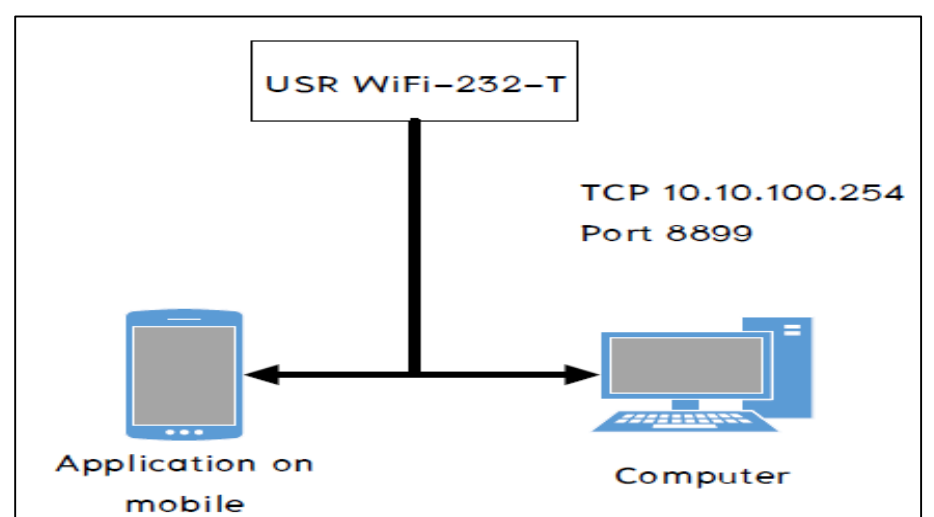 USR WiFi-232-T
TCP 10.10.100.254
Port 8899
Application on
mobile
Computer